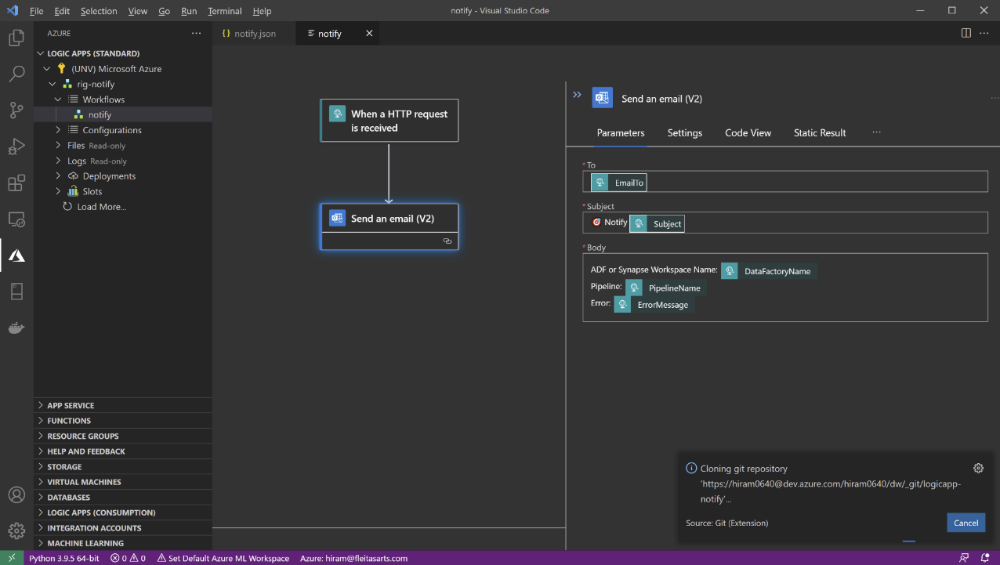 File Edit Selection View Go Run Terminal Help
notify - Visual Studio Code
AZURE
LOGIC APPS (STANDARD)
(UNV) Microsoft Azure
rig-notify
Workflows
notify
Configurations
Files Read-only
Logs Read-only
Deployments
Slots
Load More...
APP SERVICE
FUNCTIONS
RESOURCE GROUPS
HELP AND FEEDBACK
STORAGE
VIRTUAL MACHINES
DATABASES
LOGIC APPS (CONSUMPTION)
INTEGRATION ACCOUNTS
MACHINE LEARNING
notify.json
notify
When a HTTP request
is received
Send an email (V2)
Send an email (V2)
Parameters Settings Code View Static Result
* To
EmailTo
* Subject
Notify Subject
* Body
ADF or Synapse Workspace Name: DataFactoryName
Pipeline: PipelineName
Error: ErrorMessage
Cloning git repository
'https://hiram0640@dev.azure.com/hiram0640/dw/_git/logicapp-
notify'...
Source: Git (Extension)
Cancel
Python 3.9.5 64-bit 0 0 Set Default Azure ML Workspace Azure: hiram@fleitasarts.com